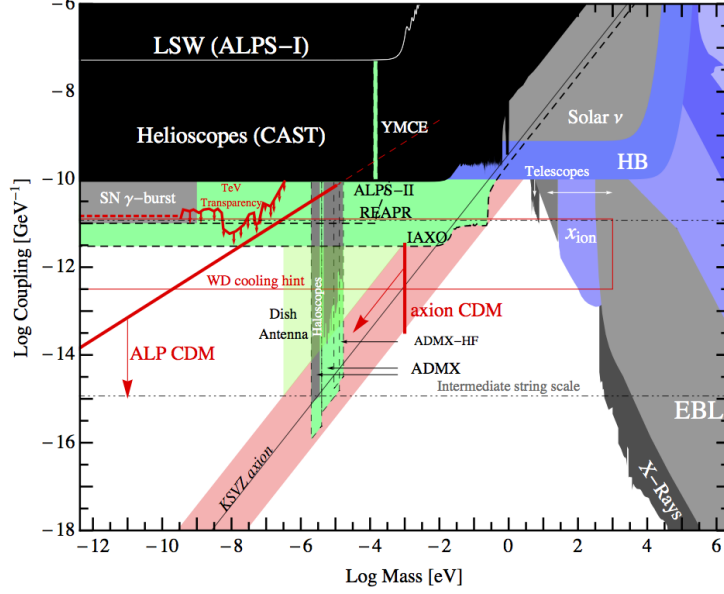 -6
LSW (ALPS-I)
-8
YMCE
Solar ν
Helioscopes (CAST)
HB
-10
SN γ-burst
TeV
Transparency
ALPS-II
REAPR
Telescopes
IAXO
x_ion
-12
WD cooling hint
Dish
Antenna
Haloscopes
axion CDM
ALP CDM
ADMX-HF
-14
ADMX
Intermediate string scale
EBL
-16
KSVZ axion
X-Rays
-18
Log Coupling [GeV⁻¹]
-12 -10 -8 -6 -4 -2 0 2 4 6
Log Mass [eV]